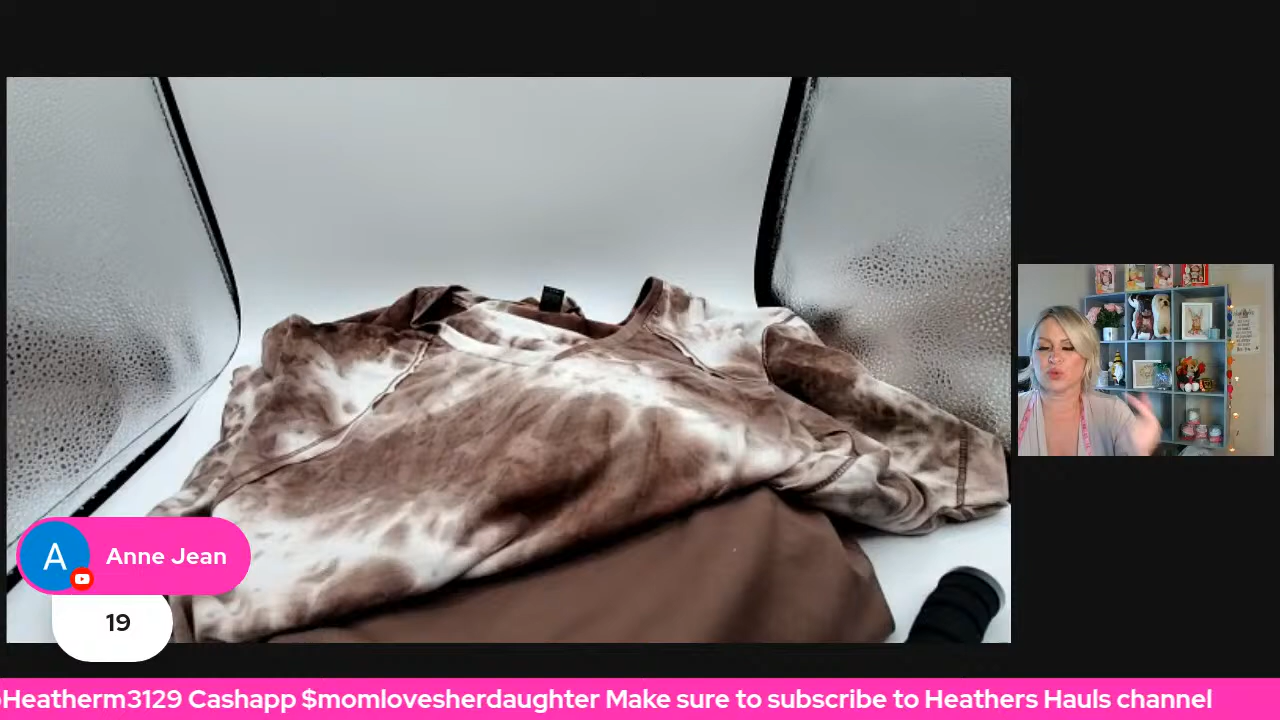 Anne Jean
19
Heatherm3129 Cashapp $momlovesherdaughter Make sure to subscribe to Heathers Hauls channel